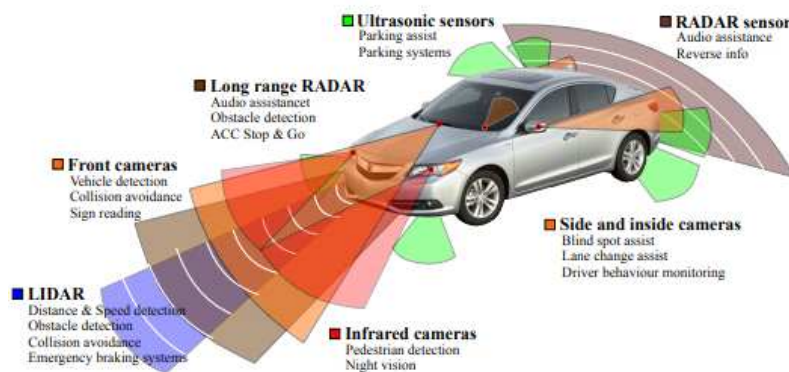 Ultrasonic sensors
Parking assist
Parking systems
RADAR sensor
Audio assistance
Reverse info
Long range RADAR
Audio assistancet
Obstacle detection
ACC Stop & Go
Front cameras
Vehicle detection
Collision avoidance
Sign reading
Side and inside cameras
Blind spot assist
Lane change assist
Driver behaviour monitoring
LIDAR
Distance & Speed detection
Obstacle detection
Collision avoidance
Emergency braking systems
Infrared cameras
Pedestrian detection
Night vision